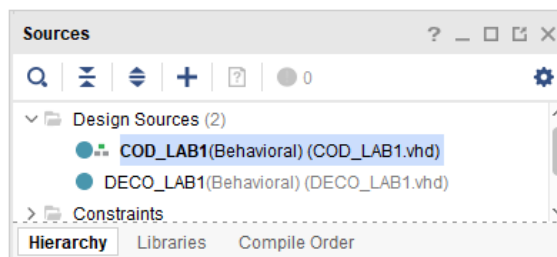 Sources
0
Design Sources (2)
COD_LAB1(Behavioral) (COD_LAB1.vhd)
DECO_LAB1(Behavioral) (DECO_LAB1.vhd)
Constraints
Hierarchy Libraries Compile Order